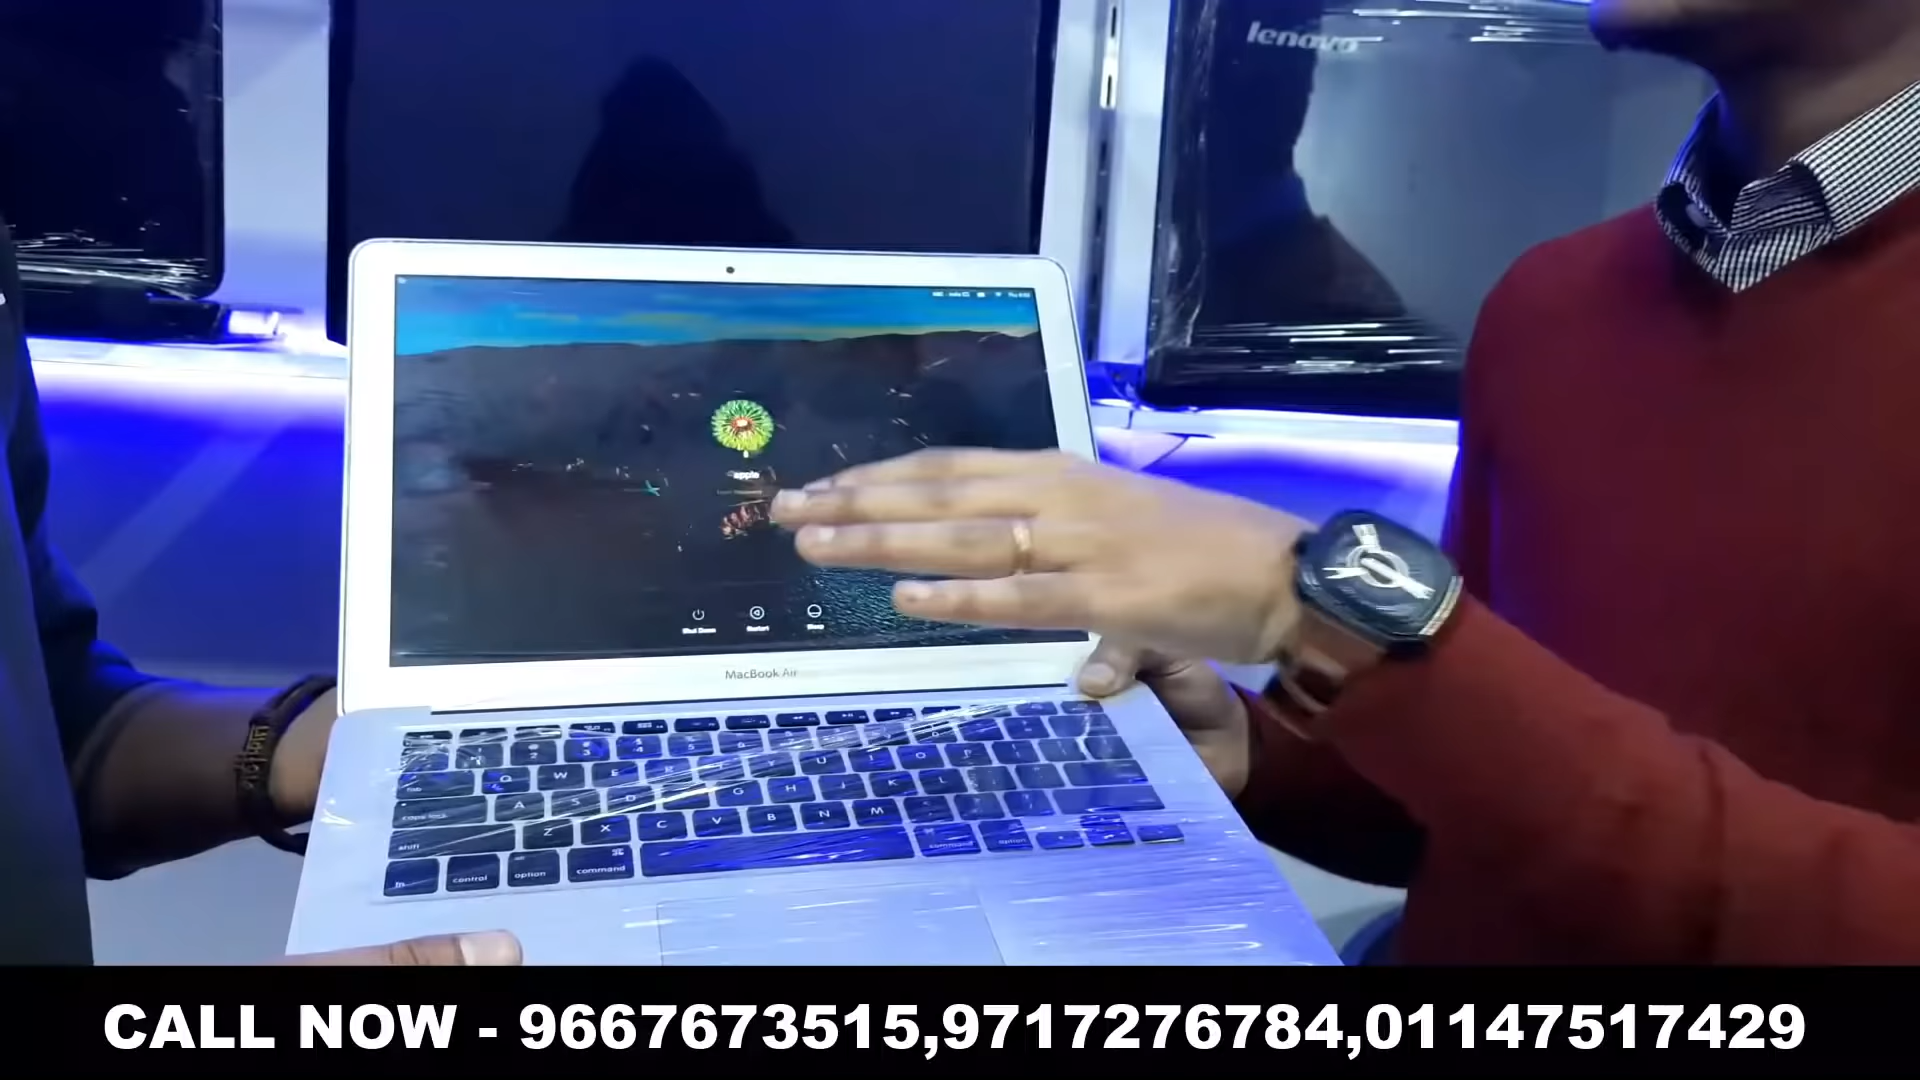 lenovo
apple
Shut Down Restart Sleep
MacBook Air
Q W E R T Y U I O P
caps lock A S D G H J K L
shift Z X C V B N M
fn control option command command option
CALL NOW - 9667673515,9717276784,01147517429